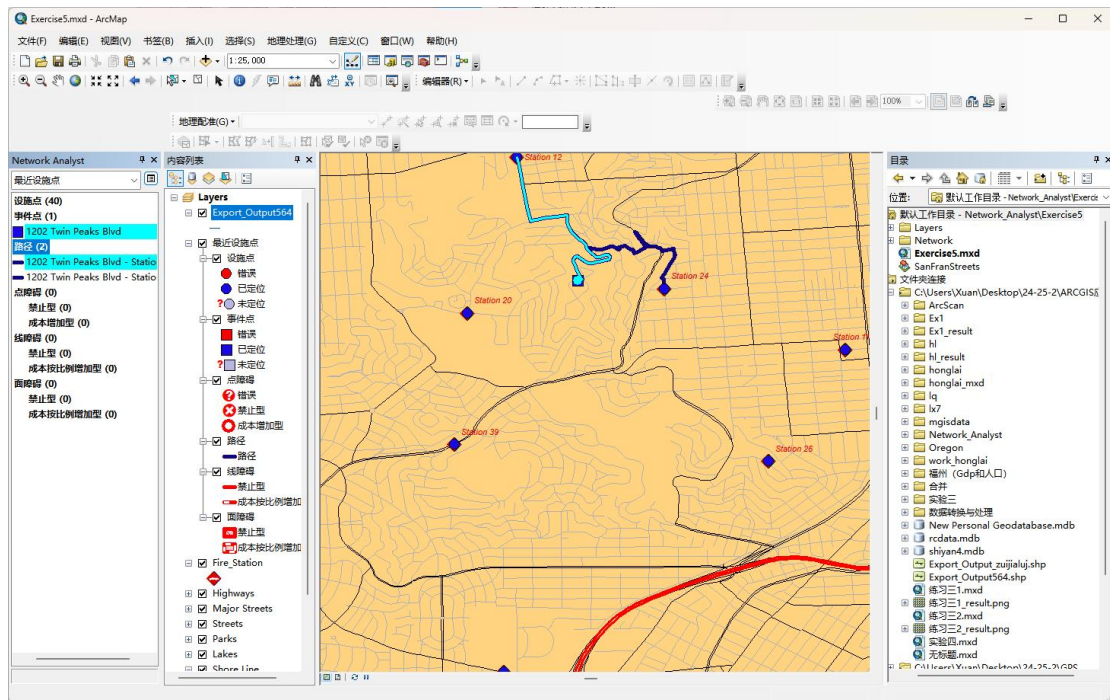 Exercise5.mxd - ArcMap
文件(F) 编辑(E) 视图(V) 书签(B) 插入(I) 选择(S) 地理处理(G) 自定义(C) 窗口(W) 帮助(H)
1:25,000
编辑器(R)
100%
地理配准(G)
Network Analyst
最近设施点
设施点 (40)
事件点 (1)
1202 Twin Peaks Blvd
路径 (2)
1202 Twin Peaks Blvd - Statio
1202 Twin Peaks Blvd - Statio
点障碍 (0)
禁止型 (0)
成本增加型 (0)
线障碍 (0)
禁止型 (0)
成本按比例增加型 (0)
面障碍 (0)
禁止型 (0)
成本按比例增加型 (0)
内容列表
Layers
Export_Output564
最近设施点
设施点
错误
已定位
?未定位
事件点
错误
已定位
?未定位
点障碍
错误
禁止型
成本增加型
路径
路径
线障碍
禁止型
成本按比例增加
面障碍
禁止型
成本按比例增加
Fire_Station
Highways
Major Streets
Streets
Parks
Lakes
Shore Line
Station 12
Station 24
Station 20
Station 1
Station 39
Station 26
目录
位置: 默认工作目录 - Network_Analyst\Exercis
默认工作目录 - Network_Analyst\Exercise5
Layers
Network
Exercise5.mxd
SanFranStreets
文件夹连接
C:\Users\Xuan\Desktop\24-25-2\ARCGIS
ArcScan
Ex1
Ex1_result
hl
hl_result
honglai
honglai_mxd
lq
lx7
mgisdata
Network_Analyst
Oregon
work_honglai
福州（Gdp和人口）
合并
实验三
数据转换与处理
New Personal Geodatabase.mdb
rcdata.mdb
shiyan4.mdb
Export_Output_zuijialuj.shp
Export_Output564.shp
练习三1.mxd
练习三1_result.png
练习三2.mxd
练习三2_result.png
实验四.mxd
无标题.mxd
C:\Users\Xuan\Desktop\24-25-2\GPS